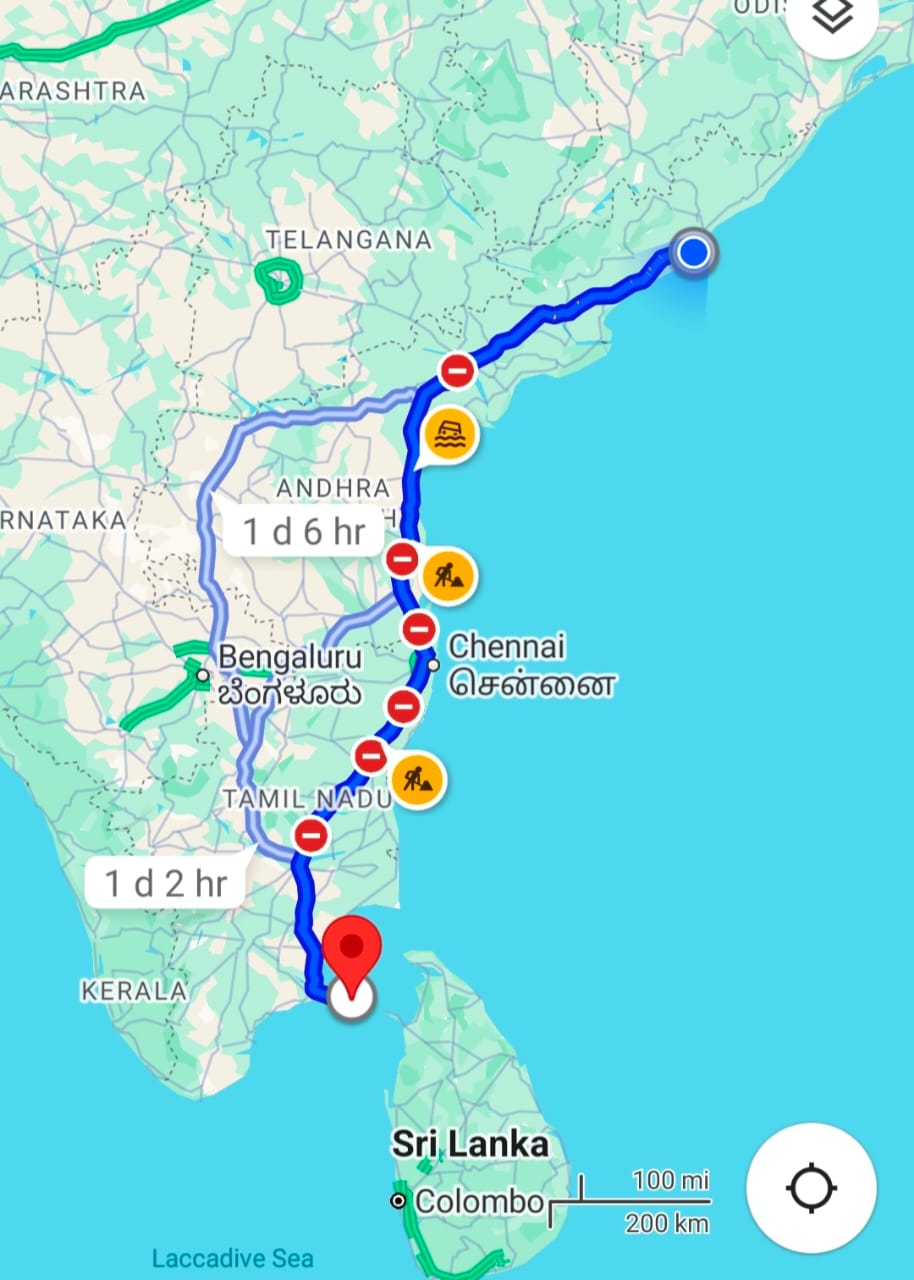 ODI
ARASHTRA
TELANGANA
ANDHRA
H
RNATAKA
1 d 6 hr
Bengaluru
ಬೆಂಗಳೂರು
Chennai
சென்னை
TAMIL NADU
1 d 2 hr
KERALA
Sri Lanka
Colombo
100 mi
200 km
Laccadive Sea